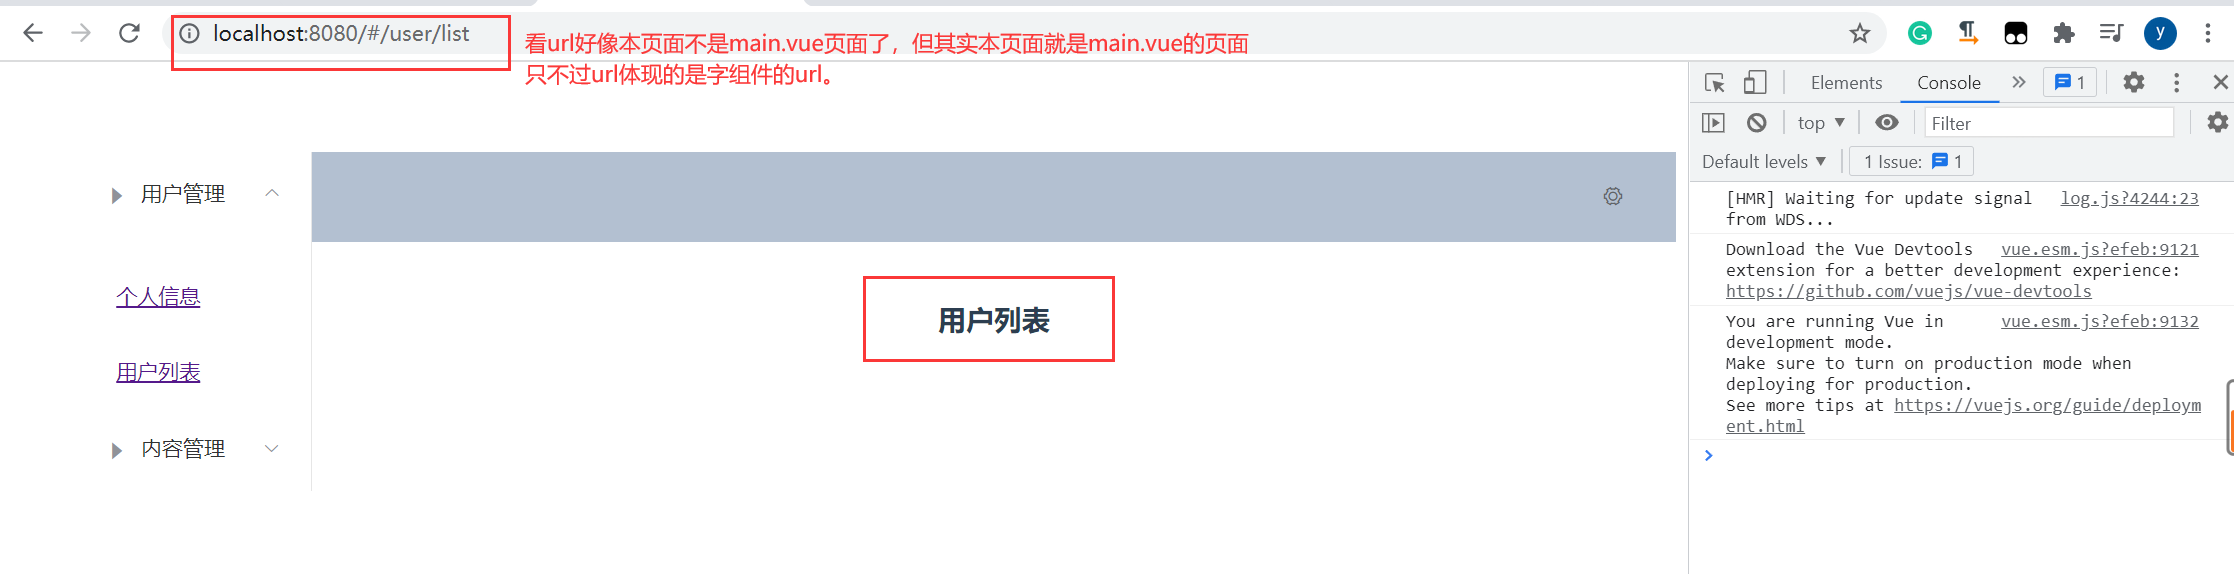 localhost:8080/#/user/list
看url好像本页面不是main.vue页面了，但其实本页面就是main.vue的页面
只不过url体现的是字组件的url。
y
Elements
Console
1
top
Filter
Default levels
1 Issue:
1
用户管理
个人信息
用户列表
内容管理
用户列表
[HMR] Waiting for update signal log.js?4244:23
from WDS...
Download the Vue Devtools vue.esm.js?efeb:9121
extension for a better development experience:
https://github.com/vuejs/vue-devtools
You are running Vue in vue.esm.js?efeb:9132
development mode.
Make sure to turn on production mode when
deploying for production.
See more tips at https://vuejs.org/guide/deploym
ent.html